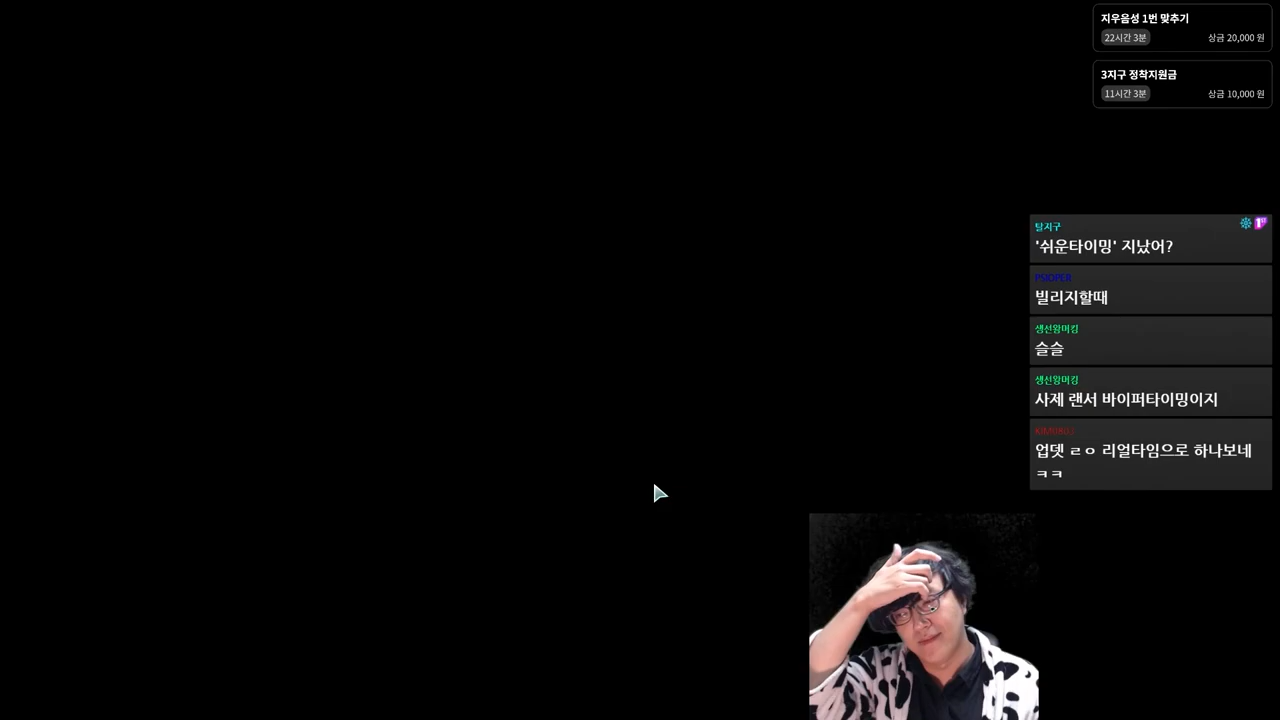 지우음성 1번 맞추기
22시간 3분 상금 20,000 원
3지구 정착지원금
11시간 3분 상금 10,000 원
탈지구
'쉬운타이밍' 지났어?
빌리지할때
생선왕머킹
슬슬
생선왕머킹
사제 랜서 바이퍼타이밍이지
업뎃 ㄹㅇ 리얼타임으로 하나보네
ㅋㅋ